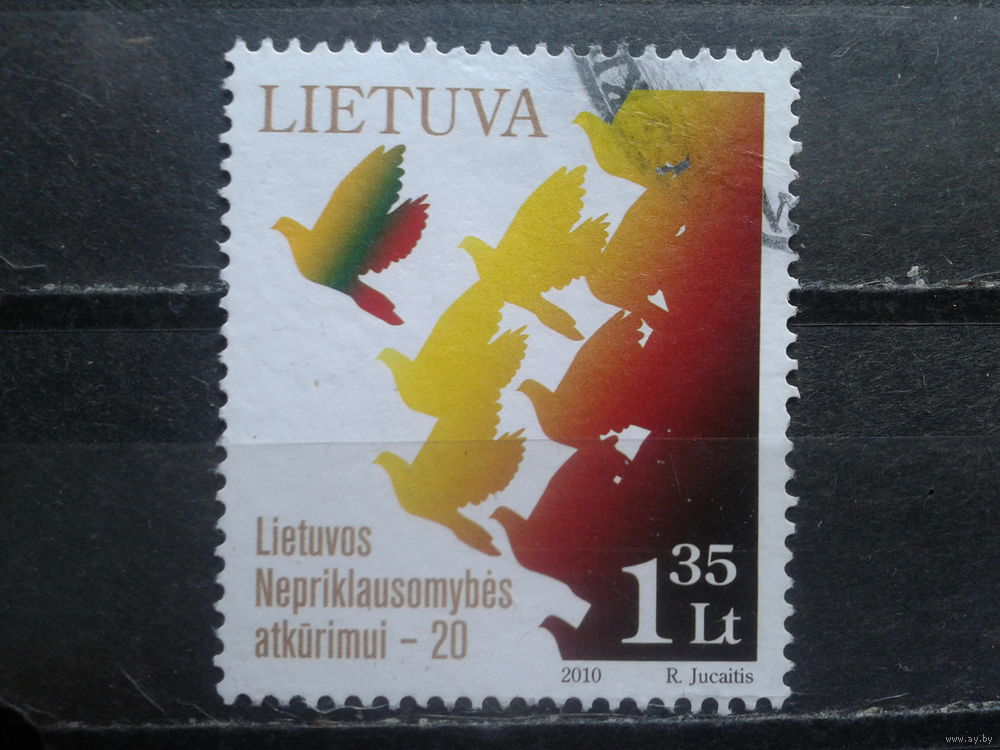 LIETUVA
Lietuvos
Nepriklausomybės
atkūrimui – 20
1 35 Lt
2010 R. Jucaitis
www.ay.by